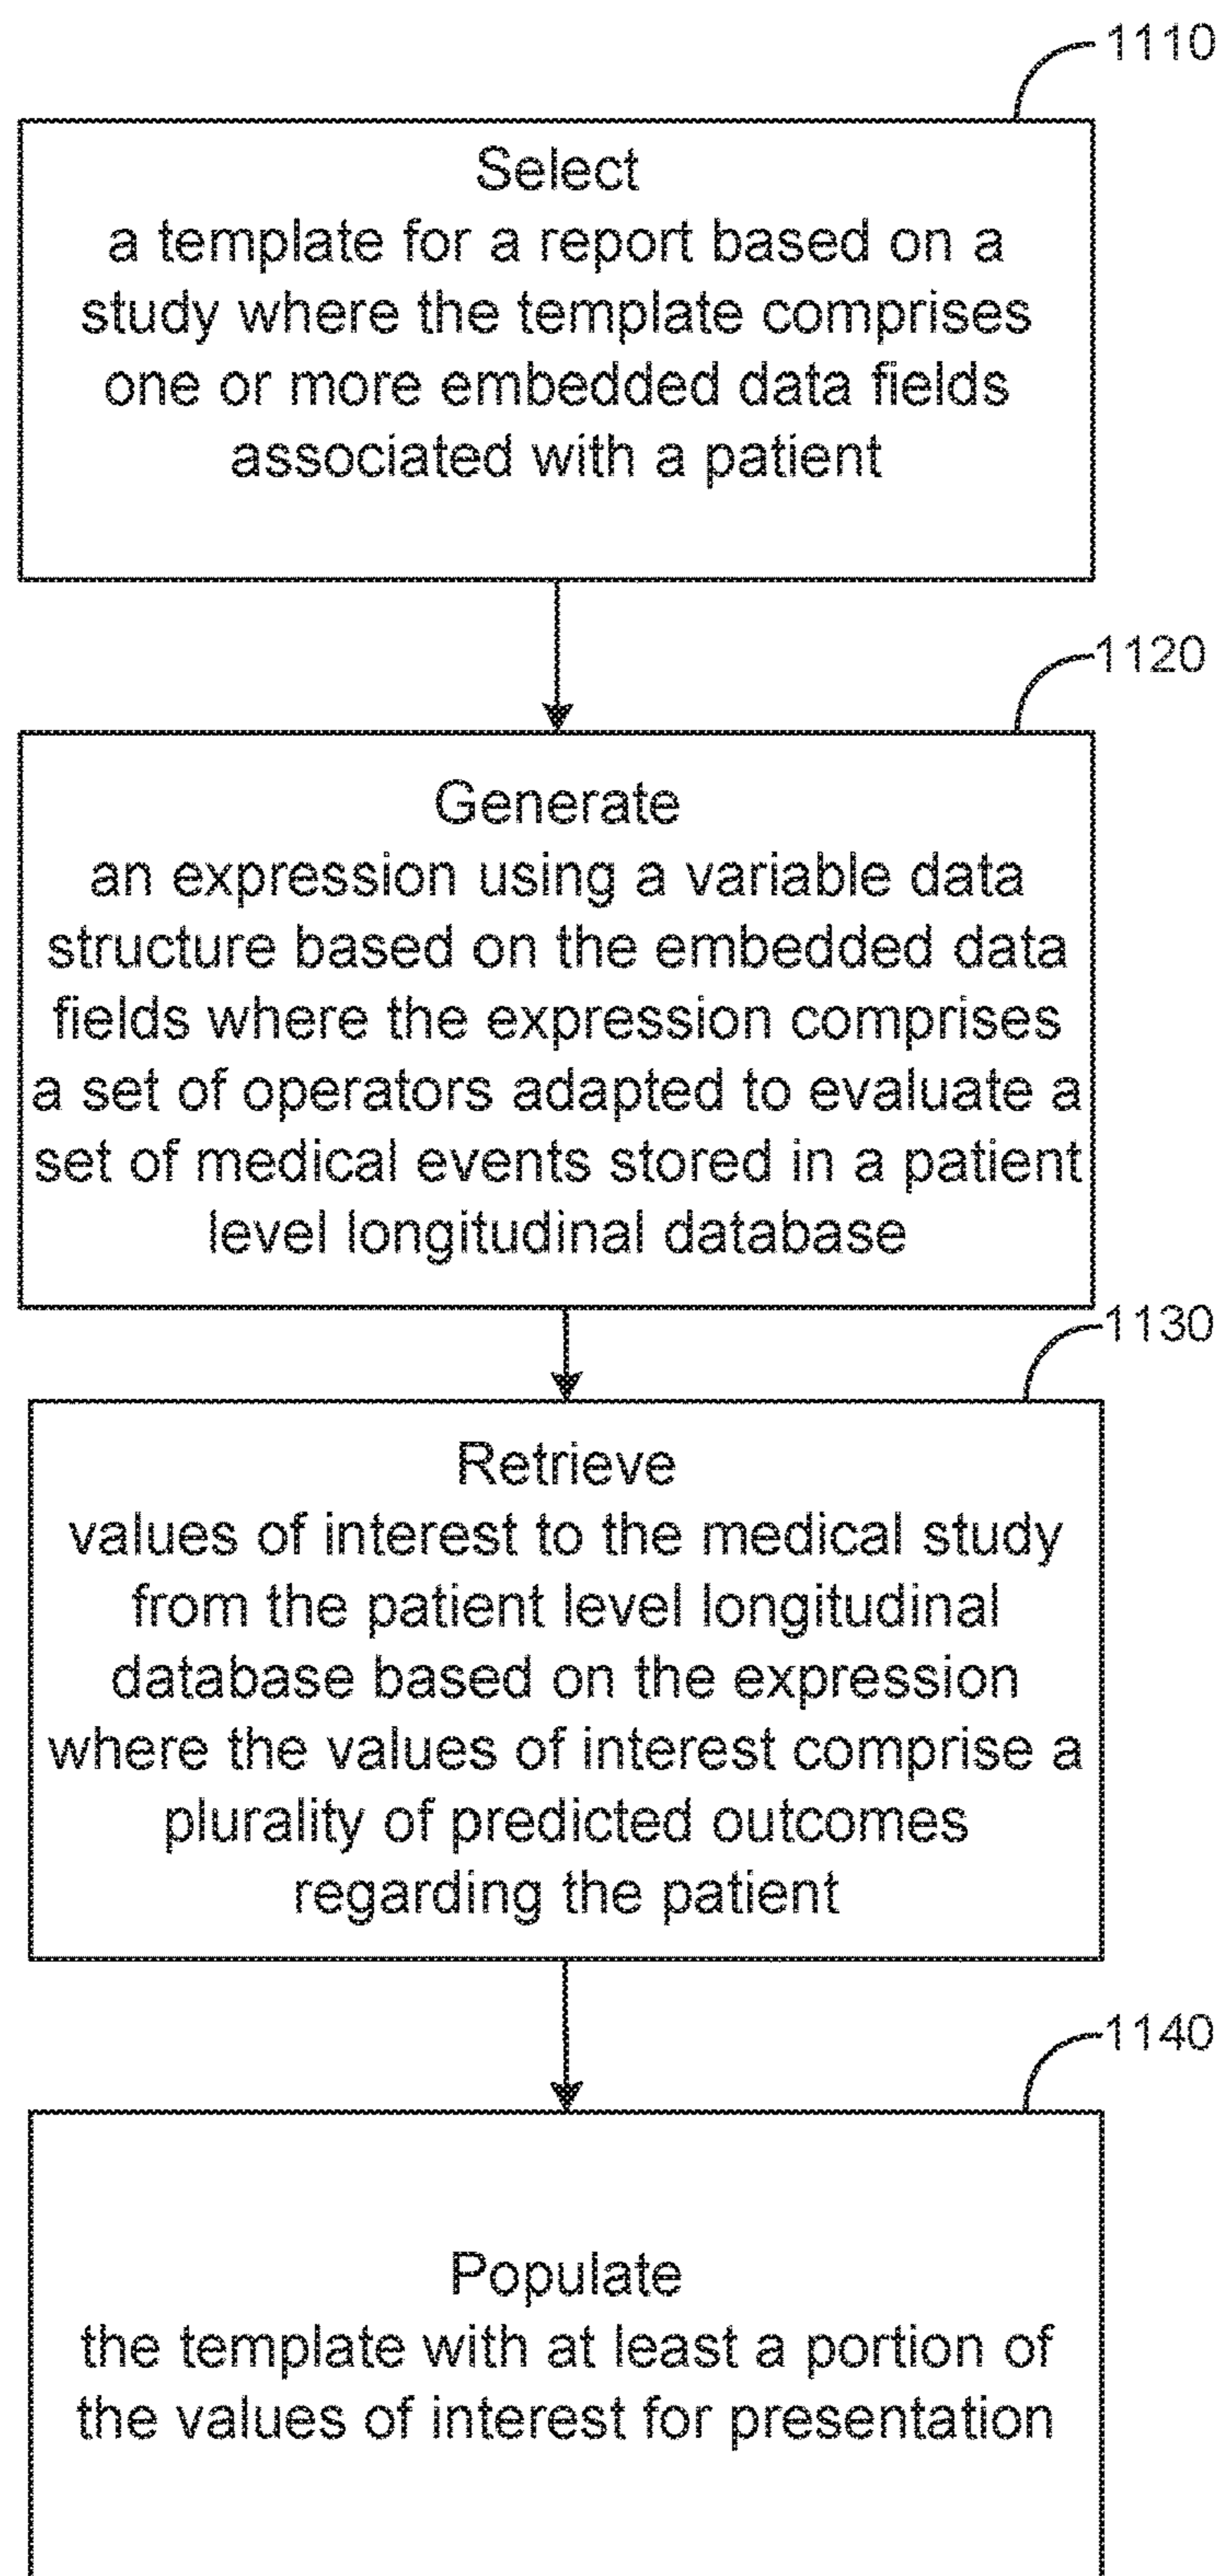 1110
Select
a template for a report based on a
study where the template comprises
one or more embedded data fields
associated with a patient
1120
Generate
an expression using a variable data
structure based on the embedded data
fields where the expression comprises
a set of operators adapted to evaluate a
set of medical events stored in a patient
level longitudinal database
1130
Retrieve
values of interest to the medical study
from the patient level longitudinal
database based on the expression
where the values of interest comprise a
plurality of predicted outcomes
regarding the patient
1140
Populate
the template with at least a portion of
the values of interest for presentation